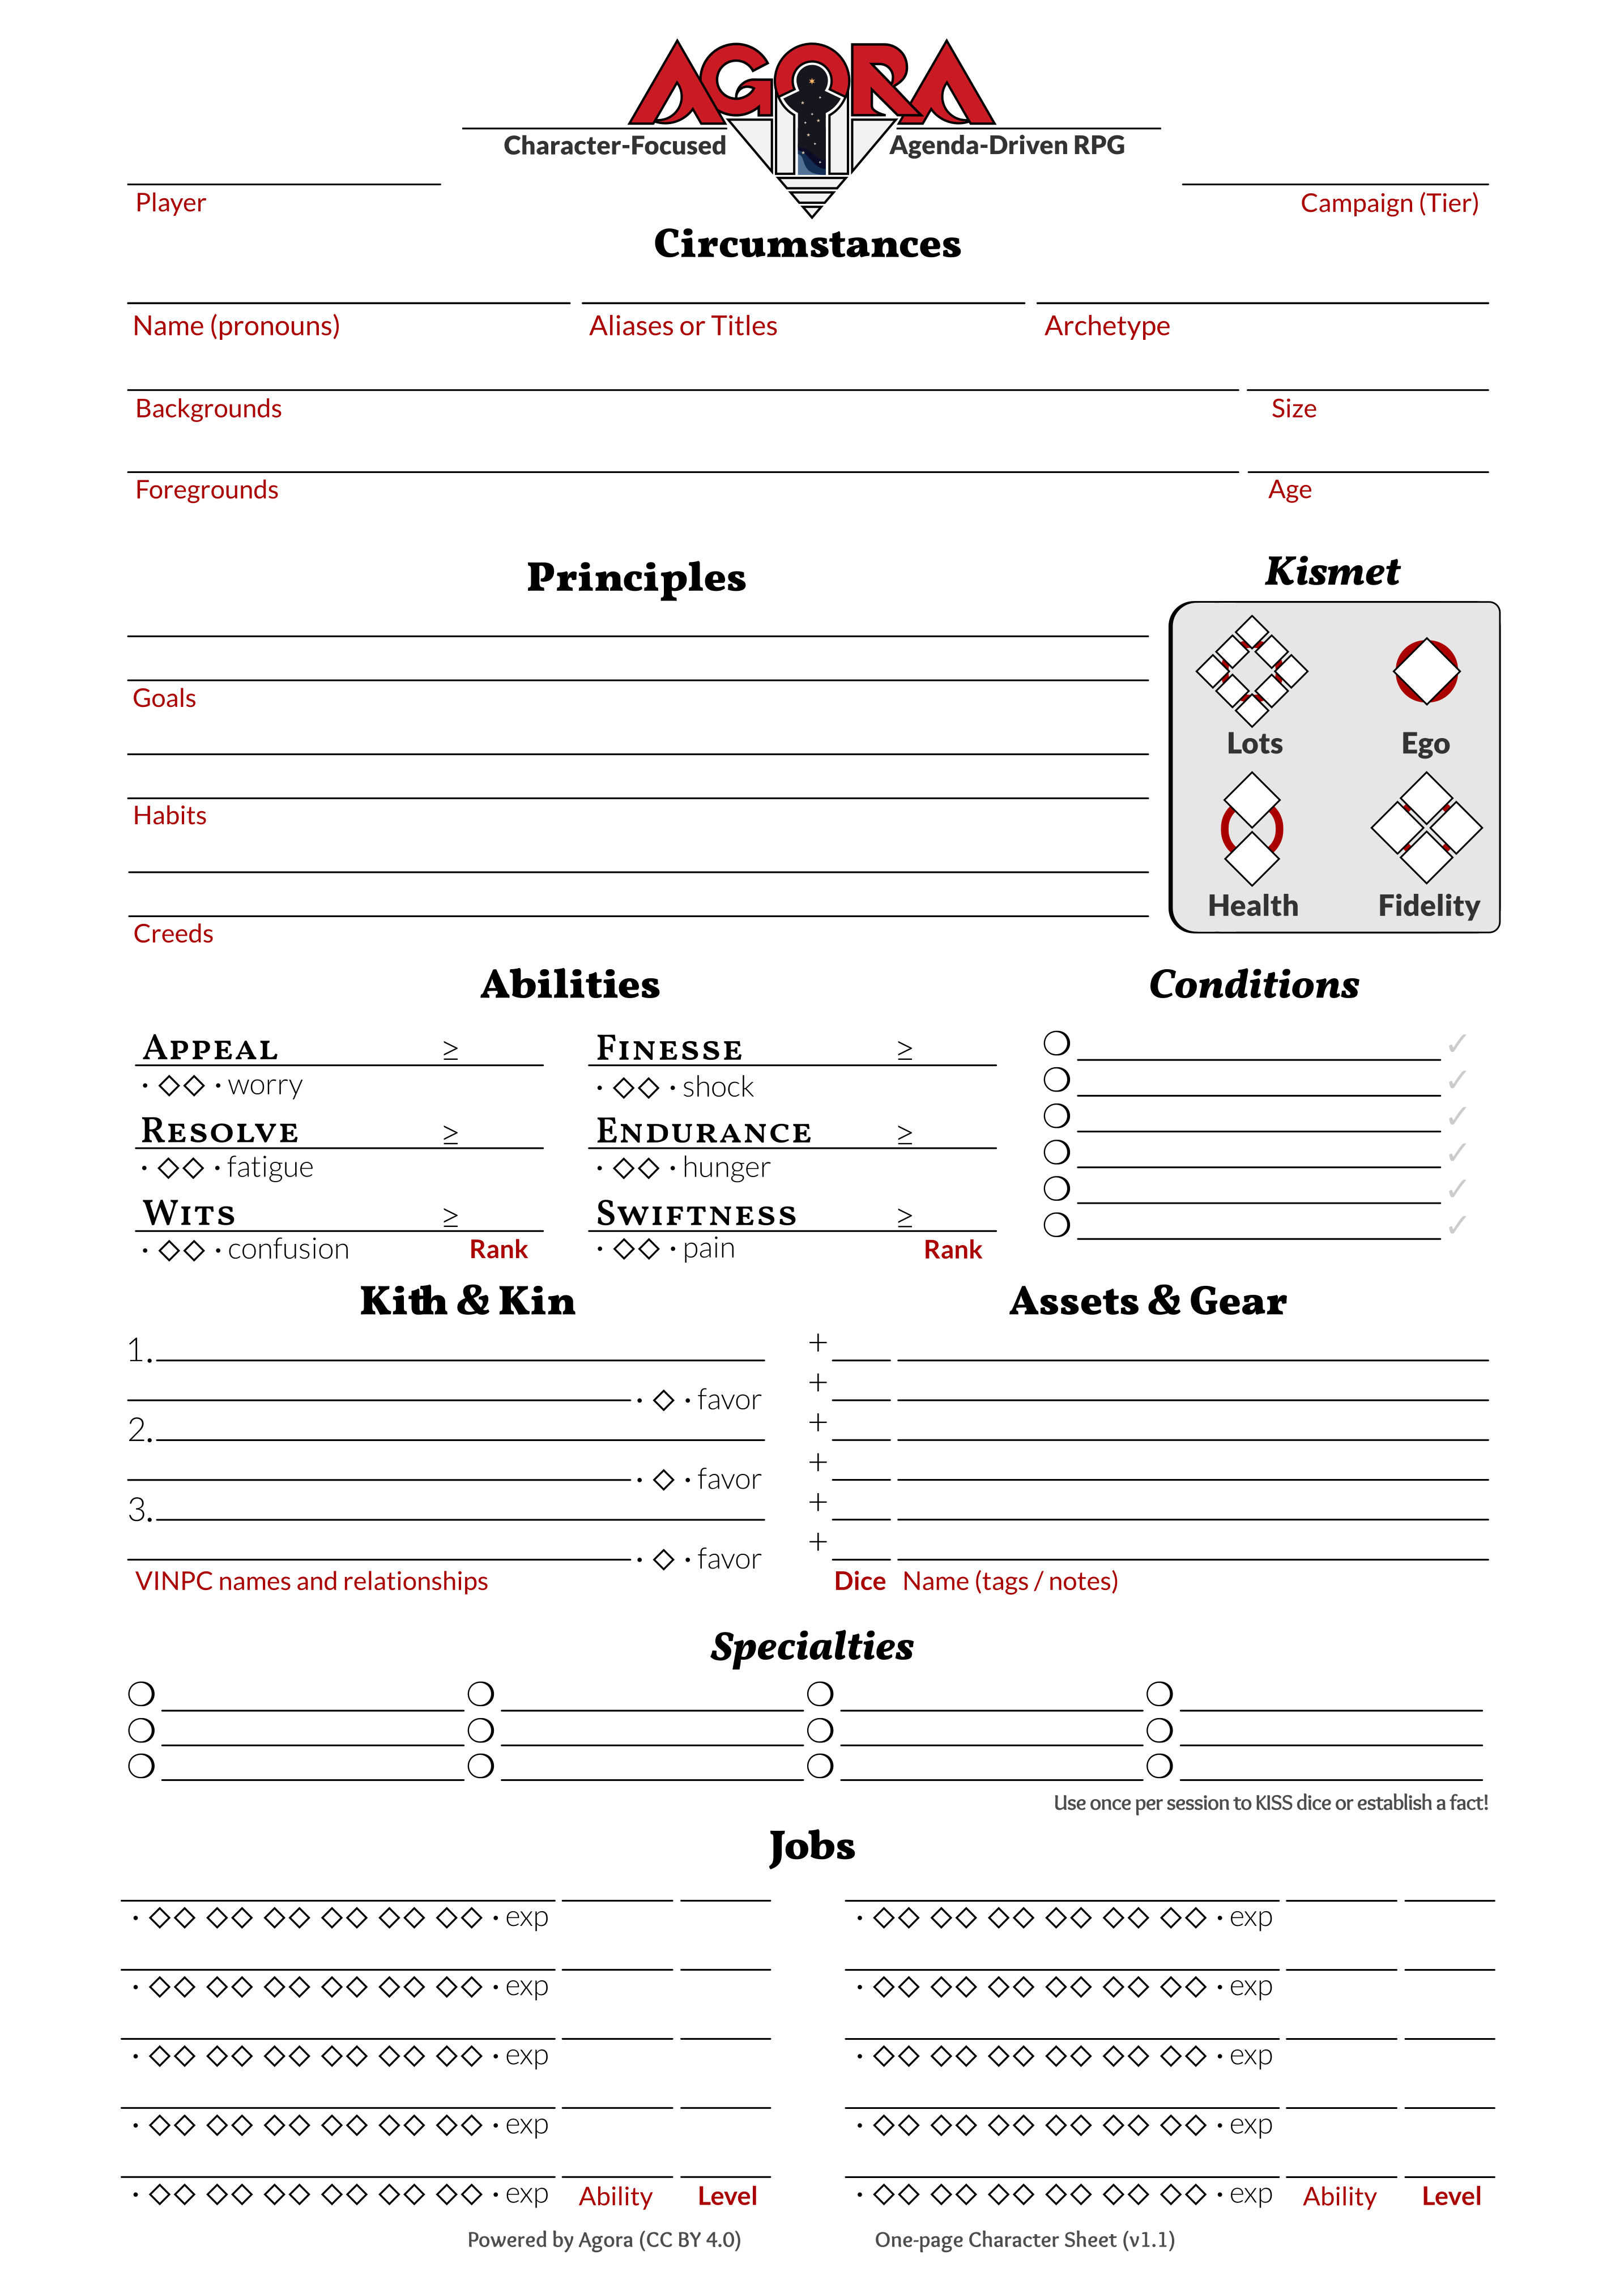 AGORA
Character-Focused Agenda-Driven RPG
Player Campaign (Tier)
Circumstances
Name (pronouns) Aliases or Titles Archetype
Backgrounds Size
Foregrounds Age
Principles
Kismet
Goals
Lots Ego
Habits
Health Fidelity
Creeds
Abilities
Conditions
APPEAL ≥ FINESSE ≥ ✓
· ◇◇ · worry · ◇◇ · shock ✓
RESOLVE ≥ ENDURANCE ≥ ✓
· ◇◇ · fatigue · ◇◇ · hunger ✓
WITS ≥ SWIFTNESS ≥ ✓
· ◇◇ · confusion Rank · ◇◇ · pain Rank ✓
Kith & Kin Assets & Gear
1. +
· ◇ · favor +
2. +
· ◇ · favor +
3. +
· ◇ · favor +
VINPC names and relationships Dice Name (tags / notes)
Specialties
Use once per session to KISS dice or establish a fact!
Jobs
· ◇◇ ◇◇ ◇◇ ◇◇ ◇◇ ◇◇ · exp · ◇◇ ◇◇ ◇◇ ◇◇ ◇◇ ◇◇ · exp
· ◇◇ ◇◇ ◇◇ ◇◇ ◇◇ ◇◇ · exp · ◇◇ ◇◇ ◇◇ ◇◇ ◇◇ ◇◇ · exp
· ◇◇ ◇◇ ◇◇ ◇◇ ◇◇ ◇◇ · exp · ◇◇ ◇◇ ◇◇ ◇◇ ◇◇ ◇◇ · exp
· ◇◇ ◇◇ ◇◇ ◇◇ ◇◇ ◇◇ · exp · ◇◇ ◇◇ ◇◇ ◇◇ ◇◇ ◇◇ · exp
· ◇◇ ◇◇ ◇◇ ◇◇ ◇◇ ◇◇ · exp Ability Level · ◇◇ ◇◇ ◇◇ ◇◇ ◇◇ ◇◇ · exp Ability Level
Powered by Agora (CC BY 4.0) One-page Character Sheet (v1.1)